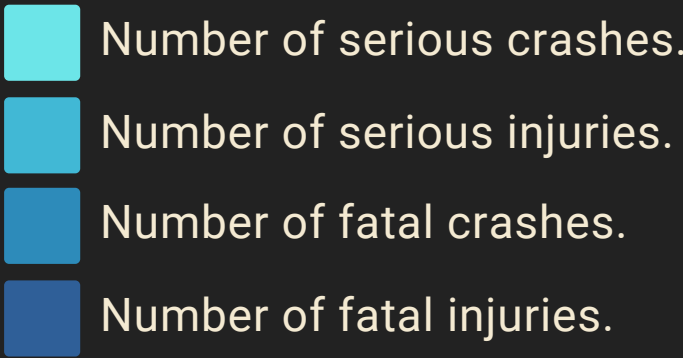 Number of serious crashes.
Number of serious injuries.
Number of fatal crashes.
Number of fatal injuries.